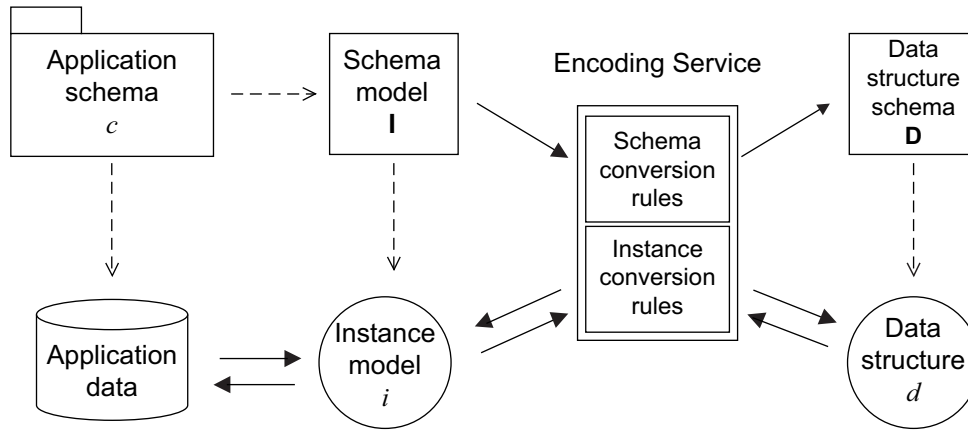 Application
schema
c
Schema
model
I
Encoding Service
Schema
conversion
rules
Instance
conversion
rules
Data
structure
schema
D
Application
data
Instance
model
i
Data
structure
d